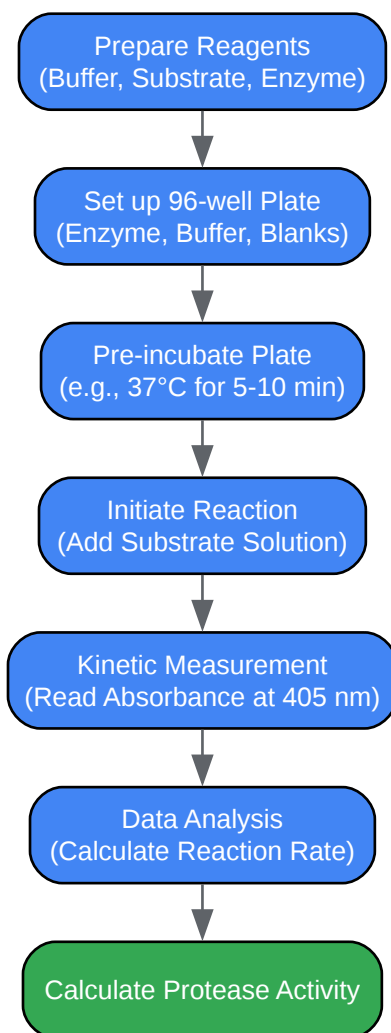 Prepare Reagents
(Buffer, Substrate, Enzyme)
Set up 96-well Plate
(Enzyme, Buffer, Blanks)
Pre-incubate Plate
(e.g., 37°C for 5-10 min)
Initiate Reaction
(Add Substrate Solution)
Kinetic Measurement
(Read Absorbance at 405 nm)
Data Analysis
(Calculate Reaction Rate)
Calculate Protease Activity